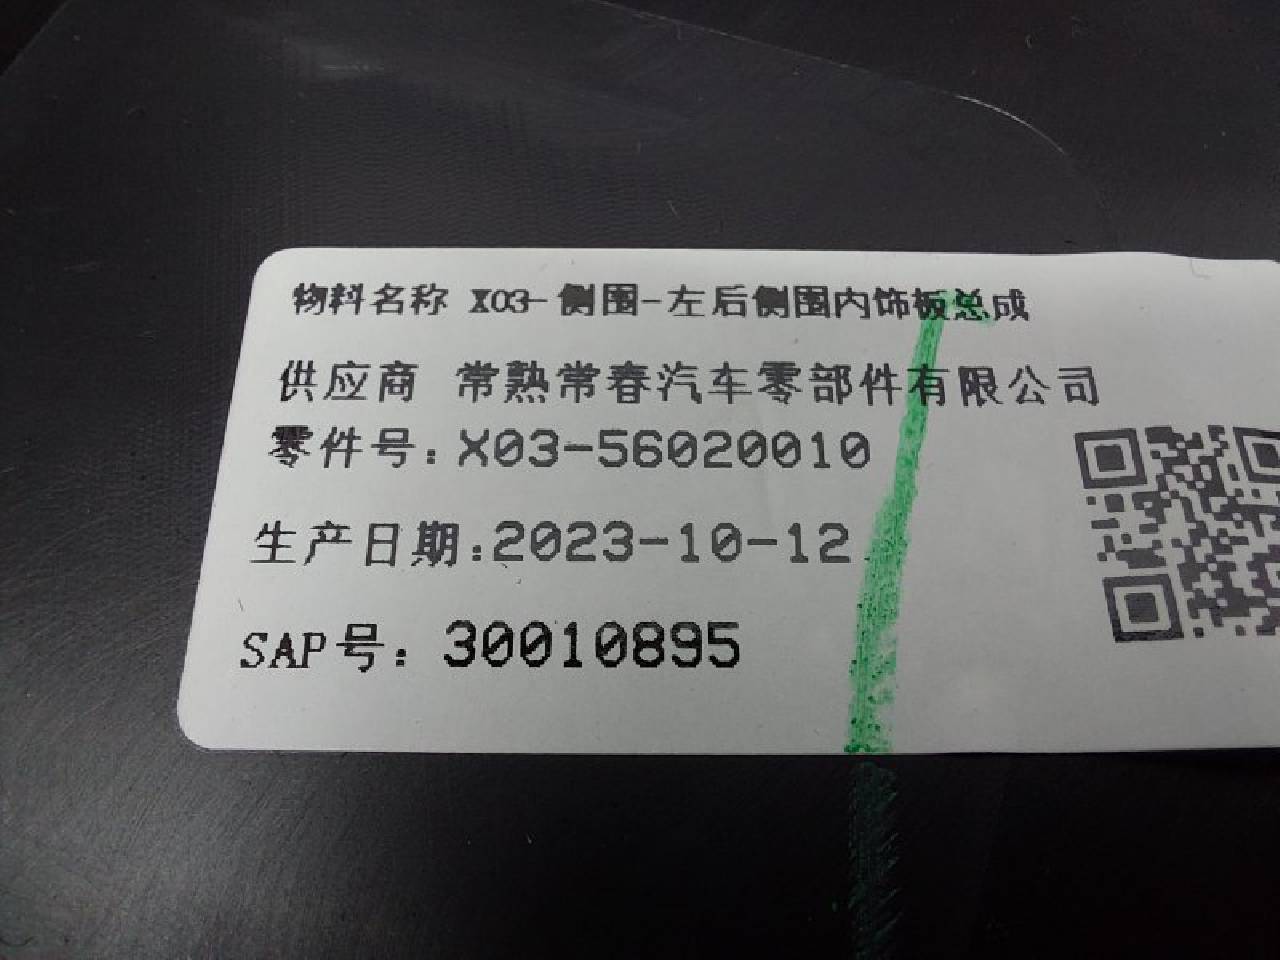 物料名称 X03-侧围-左后侧围内饰板总成
供应商 常熟常春汽车零部件有限公司
零件号:X03-56020010
生产日期:2023-10-12
SAP号: 30010895